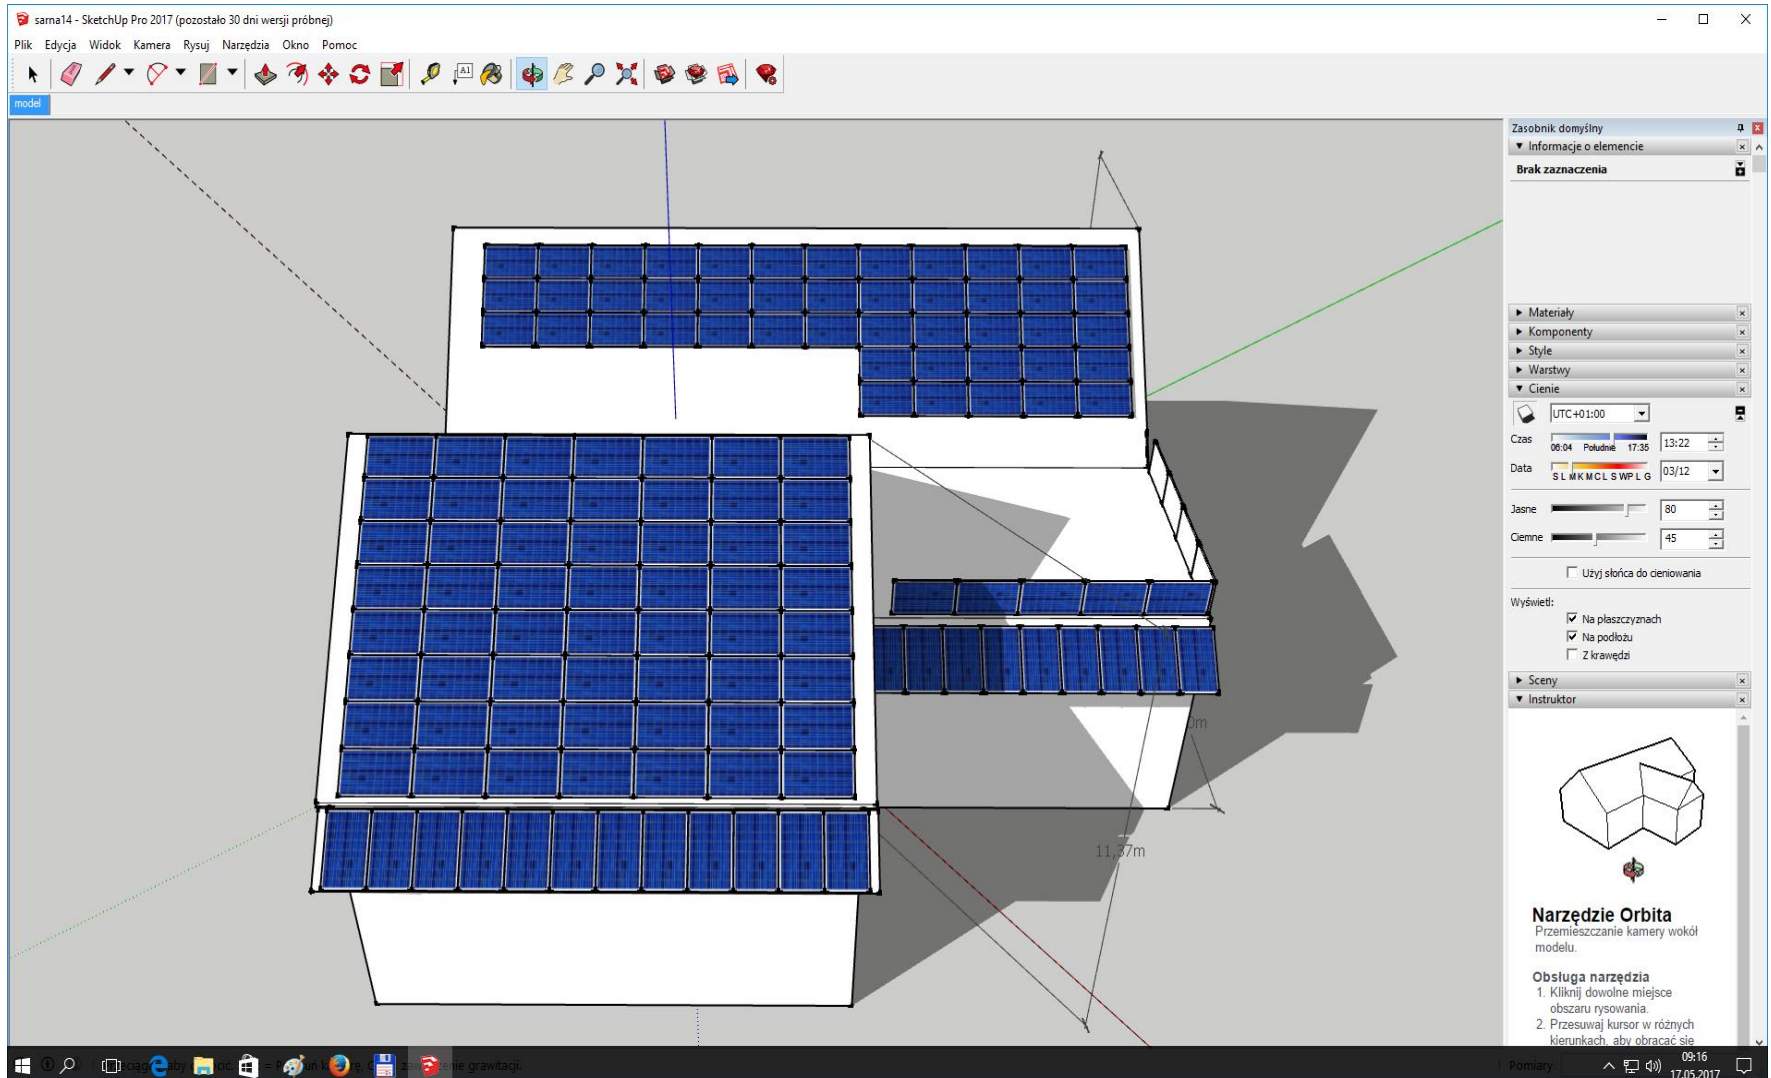 sarna14 - SketchUp Pro 2017 (pozostało 30 dni wersji próbnej)
Plik Edycja Widok Kamera Rysuj Narzędzia Okno Pomoc
A1
model
Zasobnik domyślny
Informacje o elemencie
Brak zaznaczenia
Materiały
Komponenty
Style
Warstwy
Cienie
UTC+01:00
Czas 06:04 Południe 17:35 13:22
Data S L M K M C L S W P L G 03/12
Jasne 80
Ciemne 45
Użyj słońca do cieniowania
Wyświetl:
Na płaszczyznach
Na podłożu
Z krawędzi
Sceny
Instruktor
0m
11,37m
Narzędzie Orbita
Przemieszczanie kamery wokół
modelu.
Obsługa narzędzia
1. Kliknij dowolne miejsce
obszaru rysowania.
2. Przesuwaj kursor w różnych
kierunkach, aby obracać się
grawitacji.
Pomiary
09:16
17.05.2017